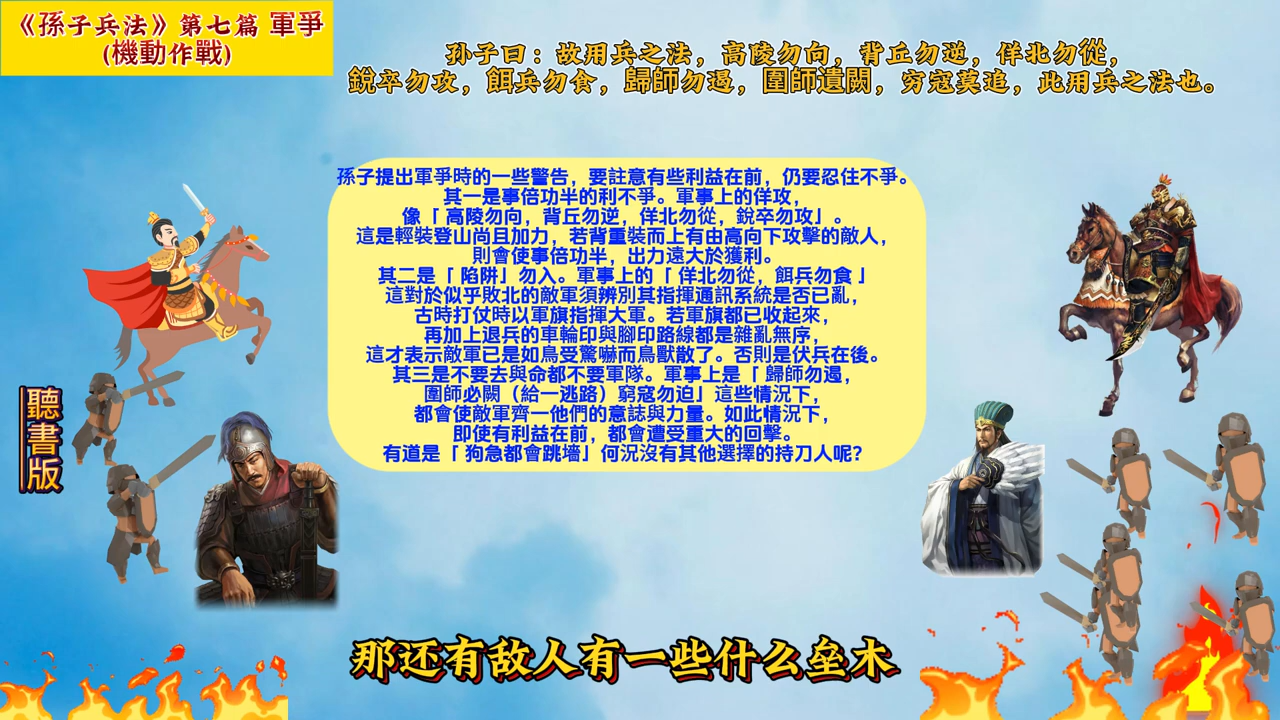 《孫子兵法》第七篇 軍爭
(機動作戰)
孙子曰：故用兵之法，高陵勿向，背丘勿逆，佯北勿從，
銳卒勿攻，餌兵勿食，歸師勿遏，圍師遺闕，穷寇莫追，此用兵之法也。
孫子提出軍爭時的一些警告，要註意有些利益在前，仍要忍住不爭。
其一是事倍功半的利不爭。軍事上的佯攻，
像「高陵勿向，背丘勿逆，佯北勿從，銳卒勿攻」。
這是輕裝登山尚且加力，若背重裝而上有由高向下攻擊的敵人，
則會使事倍功半，出力遠大於獲利。
其二是「陷阱」勿入。軍事上的「佯北勿從，餌兵勿食」
這對於似乎敗北的敵軍須辨別其指揮通訊系統是否已亂，
古時打仗時以軍旗指揮大軍。若軍旗都已收起來，
再加上退兵的車輪印與腳印路線都是雜亂無序，
這才表示敵軍已是如鳥受驚嚇而鳥獸散了。否則是伏兵在後。
其三是不要去與命都不要軍隊。軍事上是「歸師勿遏，
圍師必闕（給一逃路）窮寇勿迫」這些情況下，
都會使敵軍齊一他們的意誌與力量。如此情況下，
即使有利益在前，都會遭受重大的回擊。
有道是「狗急都會跳墻」何況沒有其他選擇的持刀人呢？
聽書版
那还有敌人有一些什么垒木